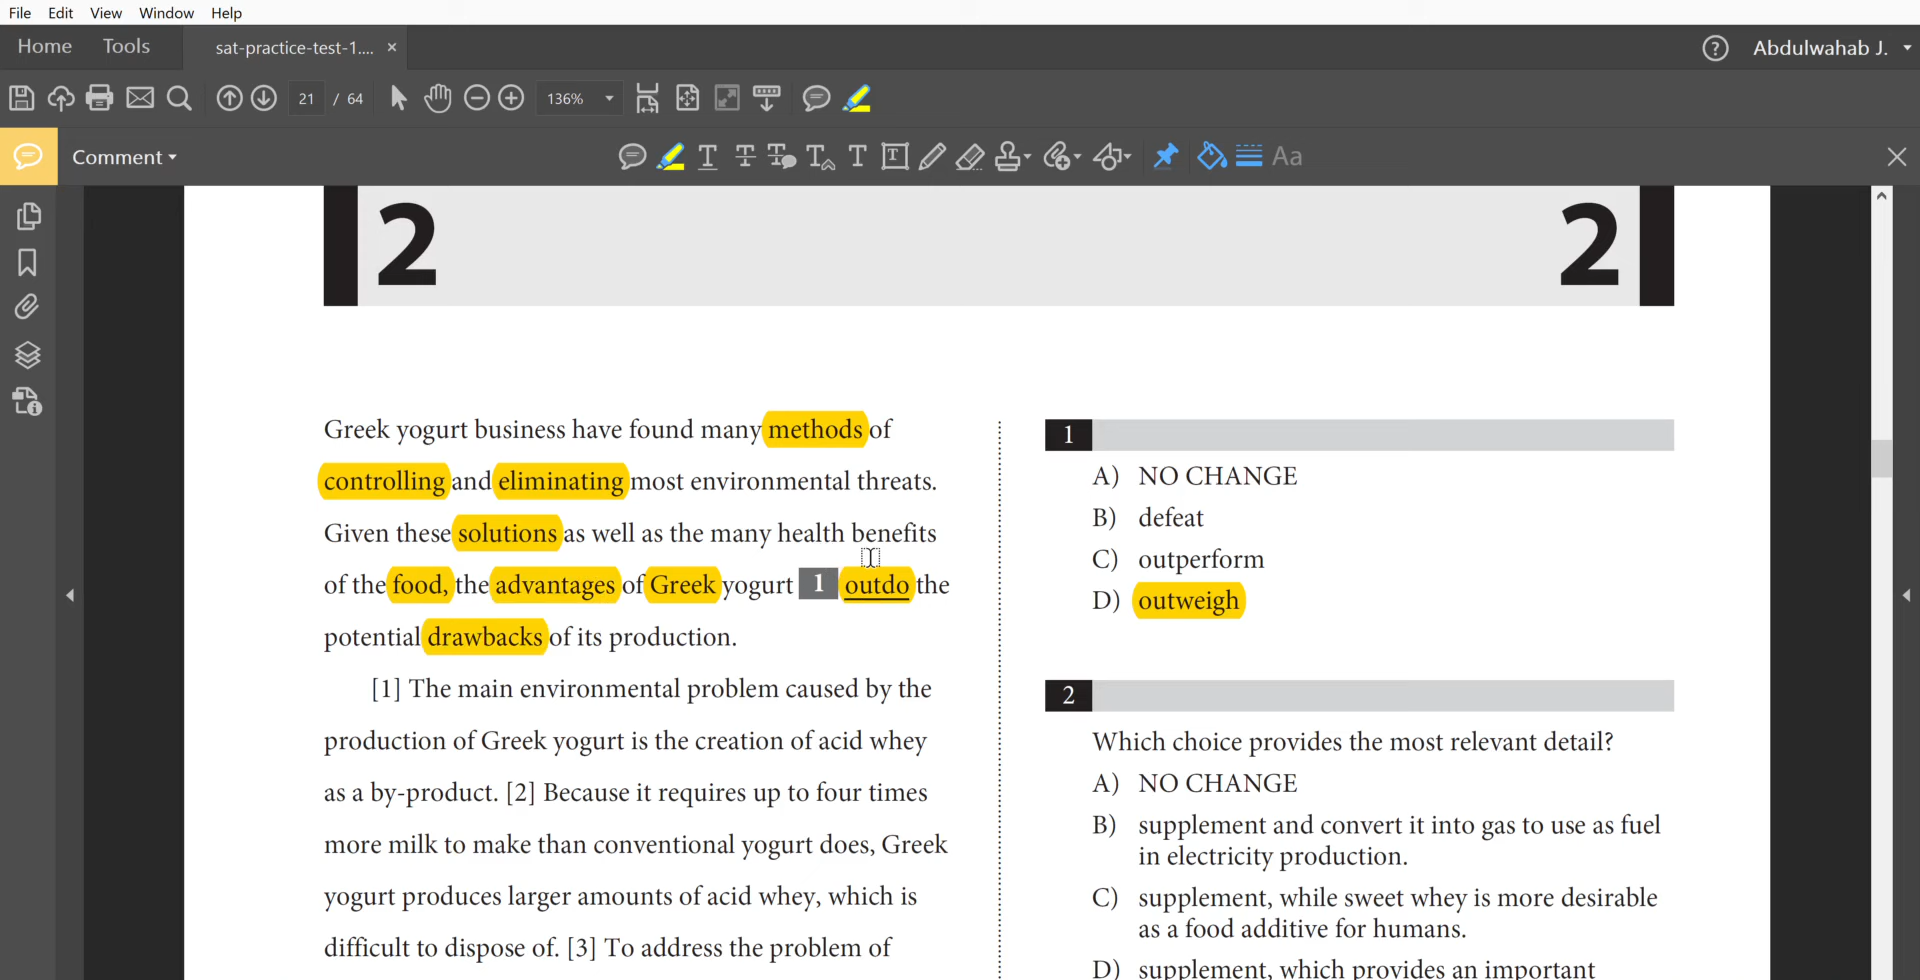 File Edit View Window Help
Home Tools sat-practice-test-1.... × ? Abdulwahab J.
21 / 64 136%
Comment Aa
2 2
Greek yogurt business have found many methods of
controlling and eliminating most environmental threats.
Given these solutions as well as the many health benefits
of the food, the advantages of Greek yogurt 1 outdo the
potential drawbacks of its production.
[1] The main environmental problem caused by the
production of Greek yogurt is the creation of acid whey
as a by-product. [2] Because it requires up to four times
more milk to make than conventional yogurt does, Greek
yogurt produces larger amounts of acid whey, which is
difficult to dispose of. [3] To address the problem of
1
A) NO CHANGE
B) defeat
C) outperform
D) outweigh
2
Which choice provides the most relevant detail?
A) NO CHANGE
B) supplement and convert it into gas to use as fuel
in electricity production.
C) supplement, while sweet whey is more desirable
as a food additive for humans.
D) supplement, which provides an important